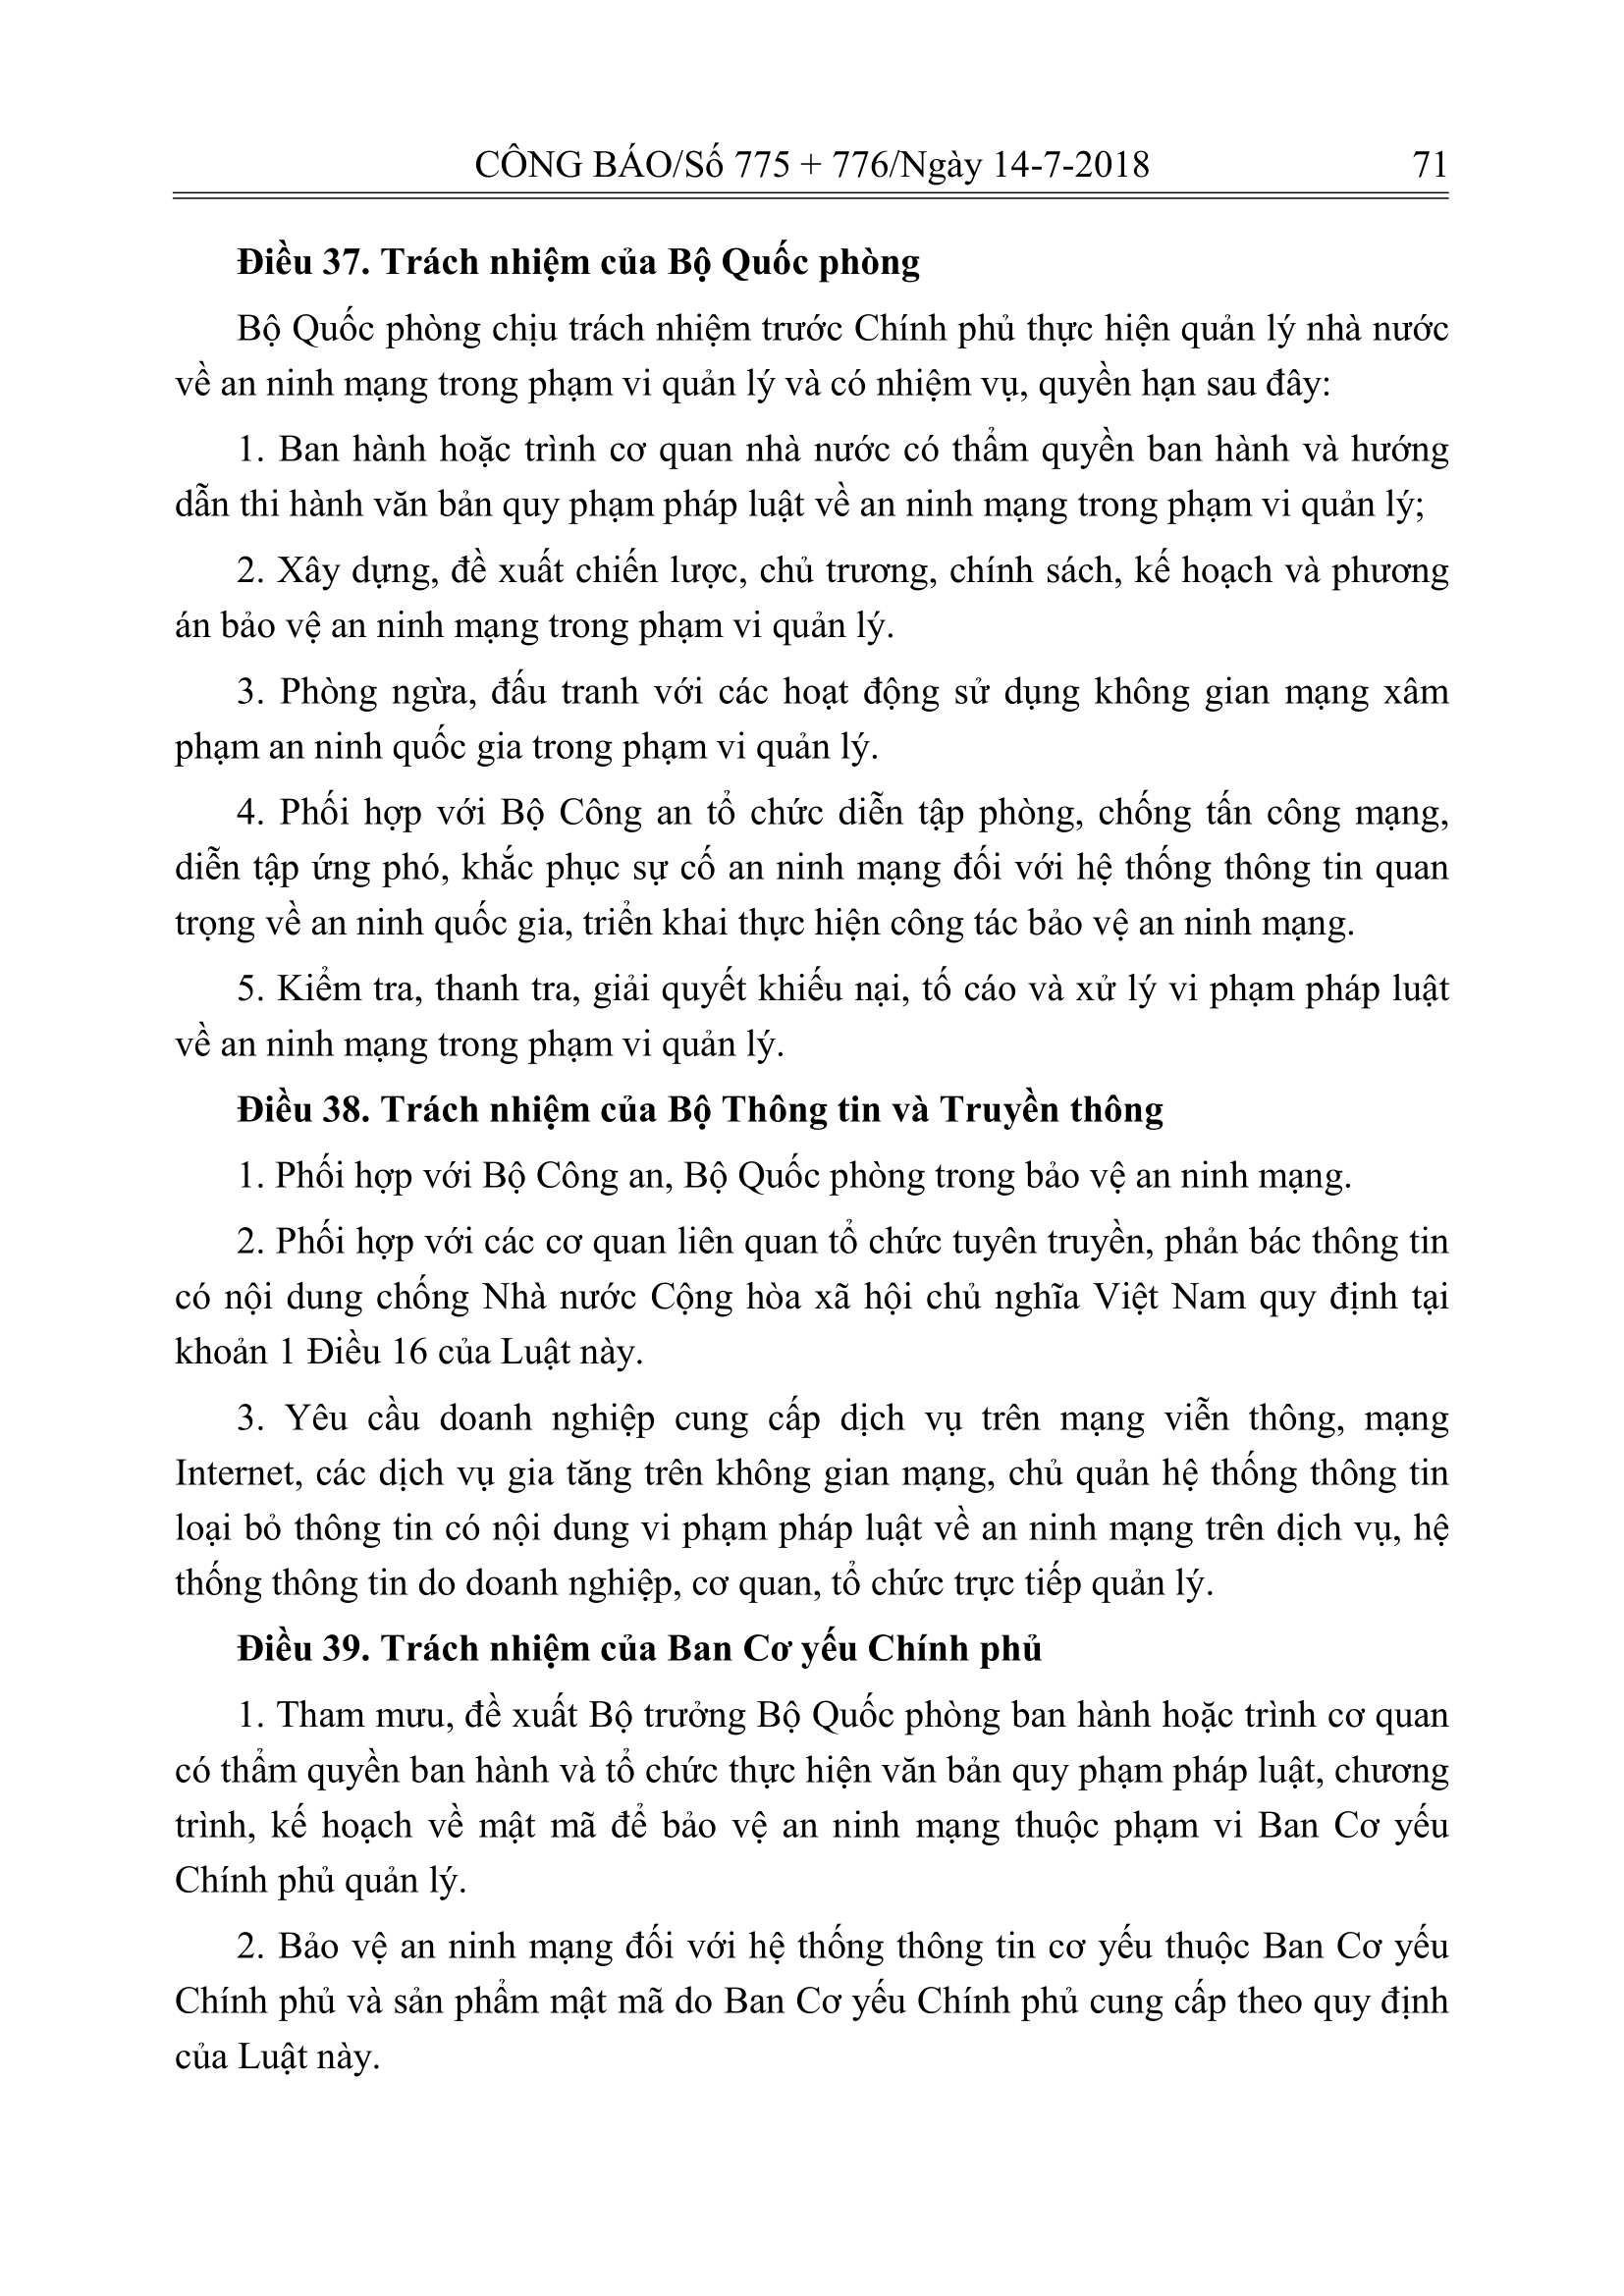 CÔNG BÁO/Số 775 + 776/Ngày 14-7-2018 71
Điều 37. Trách nhiệm của Bộ Quốc phòng
Bộ Quốc phòng chịu trách nhiệm trước Chính phủ thực hiện quản lý nhà nước
về an ninh mạng trong phạm vi quản lý và có nhiệm vụ, quyền hạn sau đây:
1. Ban hành hoặc trình cơ quan nhà nước có thẩm quyền ban hành và hướng
dẫn thi hành văn bản quy phạm pháp luật về an ninh mạng trong phạm vi quản lý;
2. Xây dựng, đề xuất chiến lược, chủ trương, chính sách, kế hoạch và phương
án bảo vệ an ninh mạng trong phạm vi quản lý.
3. Phòng ngừa, đấu tranh với các hoạt động sử dụng không gian mạng xâm
phạm an ninh quốc gia trong phạm vi quản lý.
4. Phối hợp với Bộ Công an tổ chức diễn tập phòng, chống tấn công mạng,
diễn tập ứng phó, khắc phục sự cố an ninh mạng đối với hệ thống thông tin quan
trọng về an ninh quốc gia, triển khai thực hiện công tác bảo vệ an ninh mạng.
5. Kiểm tra, thanh tra, giải quyết khiếu nại, tố cáo và xử lý vi phạm pháp luật
về an ninh mạng trong phạm vi quản lý.
Điều 38. Trách nhiệm của Bộ Thông tin và Truyền thông
1. Phối hợp với Bộ Công an, Bộ Quốc phòng trong bảo vệ an ninh mạng.
2. Phối hợp với các cơ quan liên quan tổ chức tuyên truyền, phản bác thông tin
có nội dung chống Nhà nước Cộng hòa xã hội chủ nghĩa Việt Nam quy định tại
khoản 1 Điều 16 của Luật này.
3. Yêu cầu doanh nghiệp cung cấp dịch vụ trên mạng viễn thông, mạng
Internet, các dịch vụ gia tăng trên không gian mạng, chủ quản hệ thống thông tin
loại bỏ thông tin có nội dung vi phạm pháp luật về an ninh mạng trên dịch vụ, hệ
thống thông tin do doanh nghiệp, cơ quan, tổ chức trực tiếp quản lý.
Điều 39. Trách nhiệm của Ban Cơ yếu Chính phủ
1. Tham mưu, đề xuất Bộ trưởng Bộ Quốc phòng ban hành hoặc trình cơ quan
có thẩm quyền ban hành và tổ chức thực hiện văn bản quy phạm pháp luật, chương
trình, kế hoạch về mật mã để bảo vệ an ninh mạng thuộc phạm vi Ban Cơ yếu
Chính phủ quản lý.
2. Bảo vệ an ninh mạng đối với hệ thống thông tin cơ yếu thuộc Ban Cơ yếu
Chính phủ và sản phẩm mật mã do Ban Cơ yếu Chính phủ cung cấp theo quy định
của Luật này.